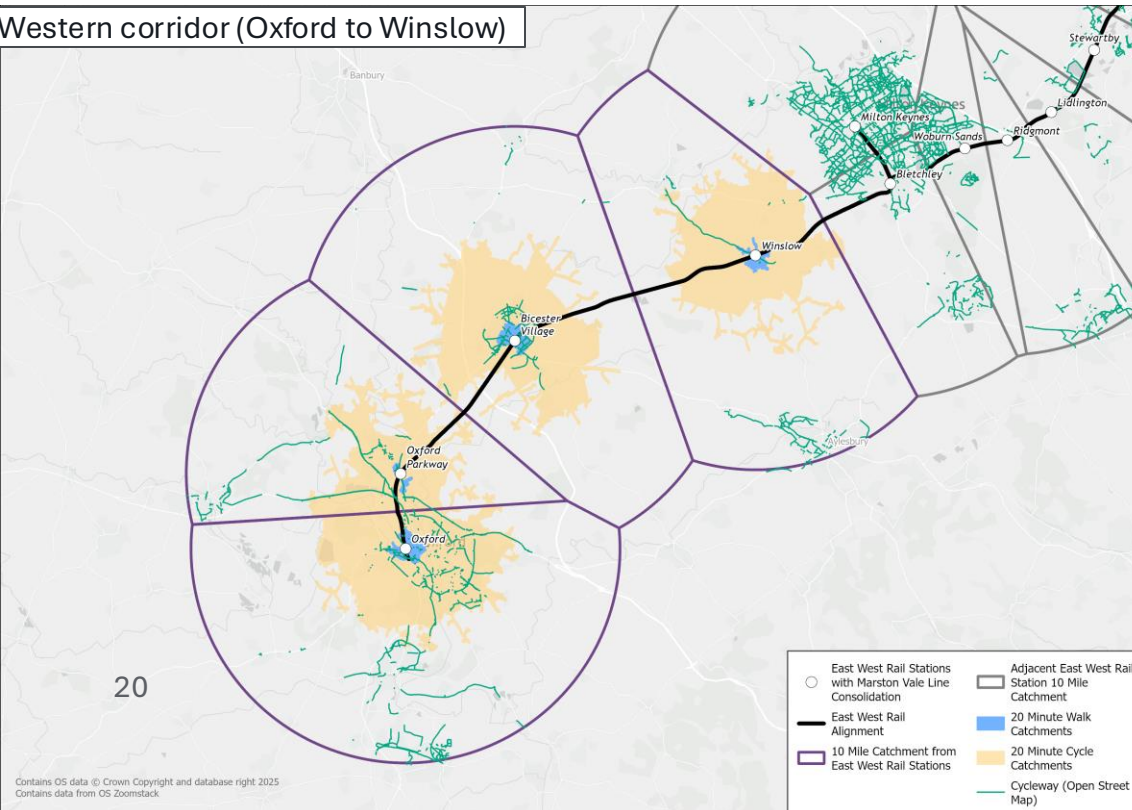 Western corridor (Oxford to Winslow)
Banbury
Stewartby
Lidlington
Keynes
Milton Keynes
Ridgmont
Woburn Sands
Bletchley
Winslow
Bicester
Village
Aylesbury
Oxford
Parkway
Oxford
20
East West Rail Stations
with Marston Vale Line
Consolidation
East West Rail
Alignment
10 Mile Catchment from
East West Rail Stations
Adjacent East West Rail
Station 10 Mile
Catchment
20 Minute Walk
Catchments
20 Minute Cycle
Catchments
Cycleway (Open Street
Map)
Contains OS data © Crown Copyright and database right 2025
Contains data from OS Zoomstack